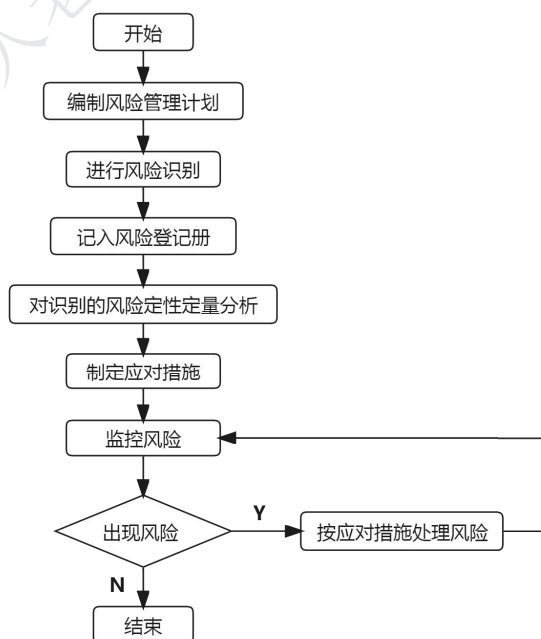 开始
编制风险管理计划
进行风险识别
记入风险登记册
对识别的风险定性定量分析
制定应对措施
监控风险
出现风险
Y
按应对措施处理风险
N
结束